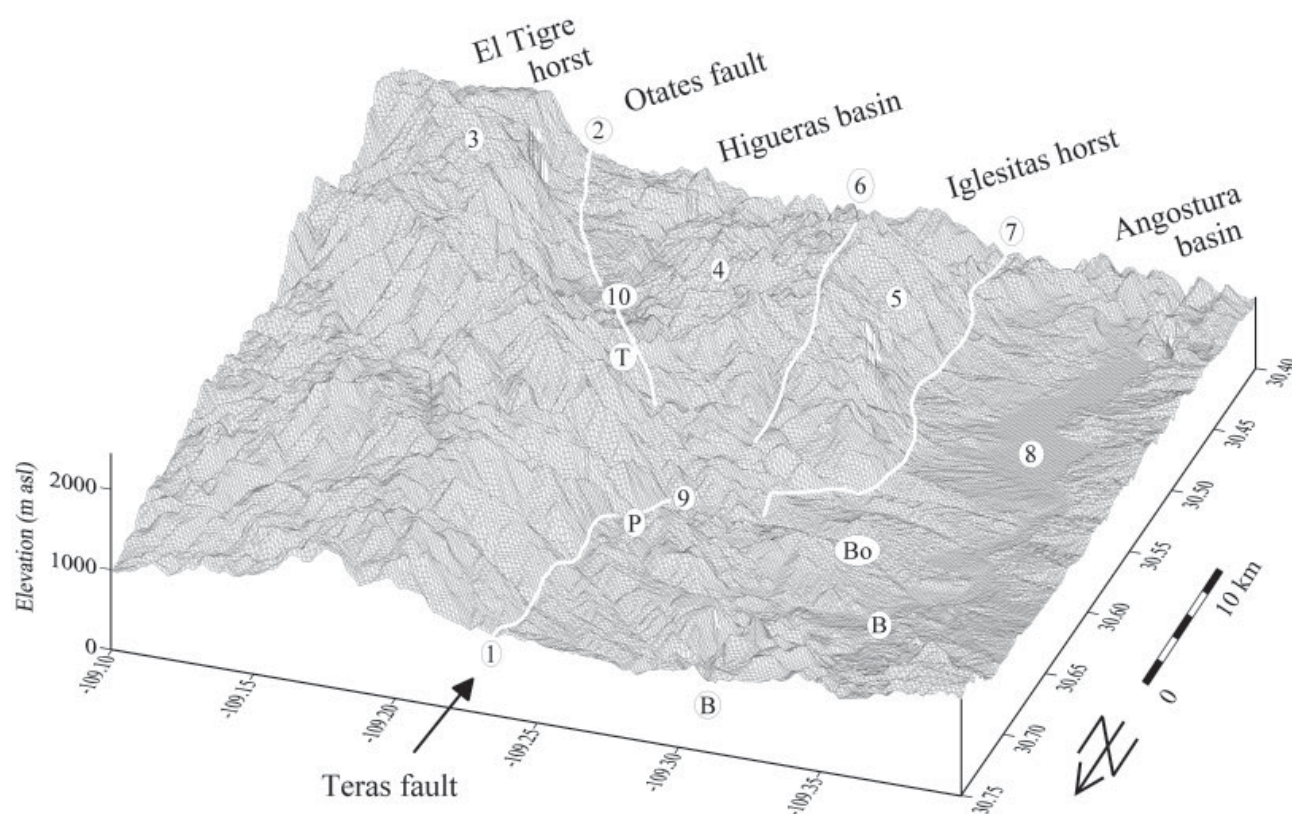 El Tigre
horst
Otates fault
Higueras basin
Iglesitas horst
Angostura
basin
2
3
6
7
4
5
10
T
8
9
P
Bo
B
1
B
Elevation (m asl)
2000
1000
0
-109.10
-109.15
-109.20
-109.25
-109.30
-109.35
30.40
30.45
30.50
30.55
30.60
30.65
30.70
30.75
10 km
0
N
Teras fault